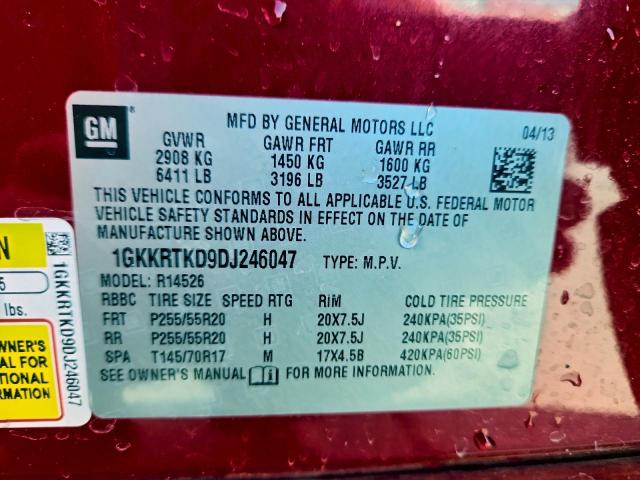 GM ®
MFD BY GENERAL MOTORS LLC
04/13
GVWR GAWR FRT GAWR RR
2908 KG 1450 KG 1600 KG
6411 LB 3196 LB 3527 LB
THIS VEHICLE CONFORMS TO ALL APPLICABLE U.S. FEDERAL MOTOR
VEHICLE SAFETY STANDARDS IN EFFECT ON THE DATE OF
MANUFACTURE SHOWN ABOVE.
1GKKRTKD9DJ246047 TYPE: M.P.V.
MODEL: R14526
RBBC TIRE SIZE SPEED RTG RIM COLD TIRE PRESSURE
FRT P255/55R20 H 20X7.5J 240KPA(35PSI)
RR P255/55R20 H 20X7.5J 240KPA(35PSI)
SPA T145/70R17 M 17X4.5B 420KPA(60PSI)
SEE OWNER'S MANUAL FOR MORE INFORMATION.
N
5
lbs.
OWNER'S
AL FOR
TIONAL
RMATION
1GKKRTKD9DJ246047